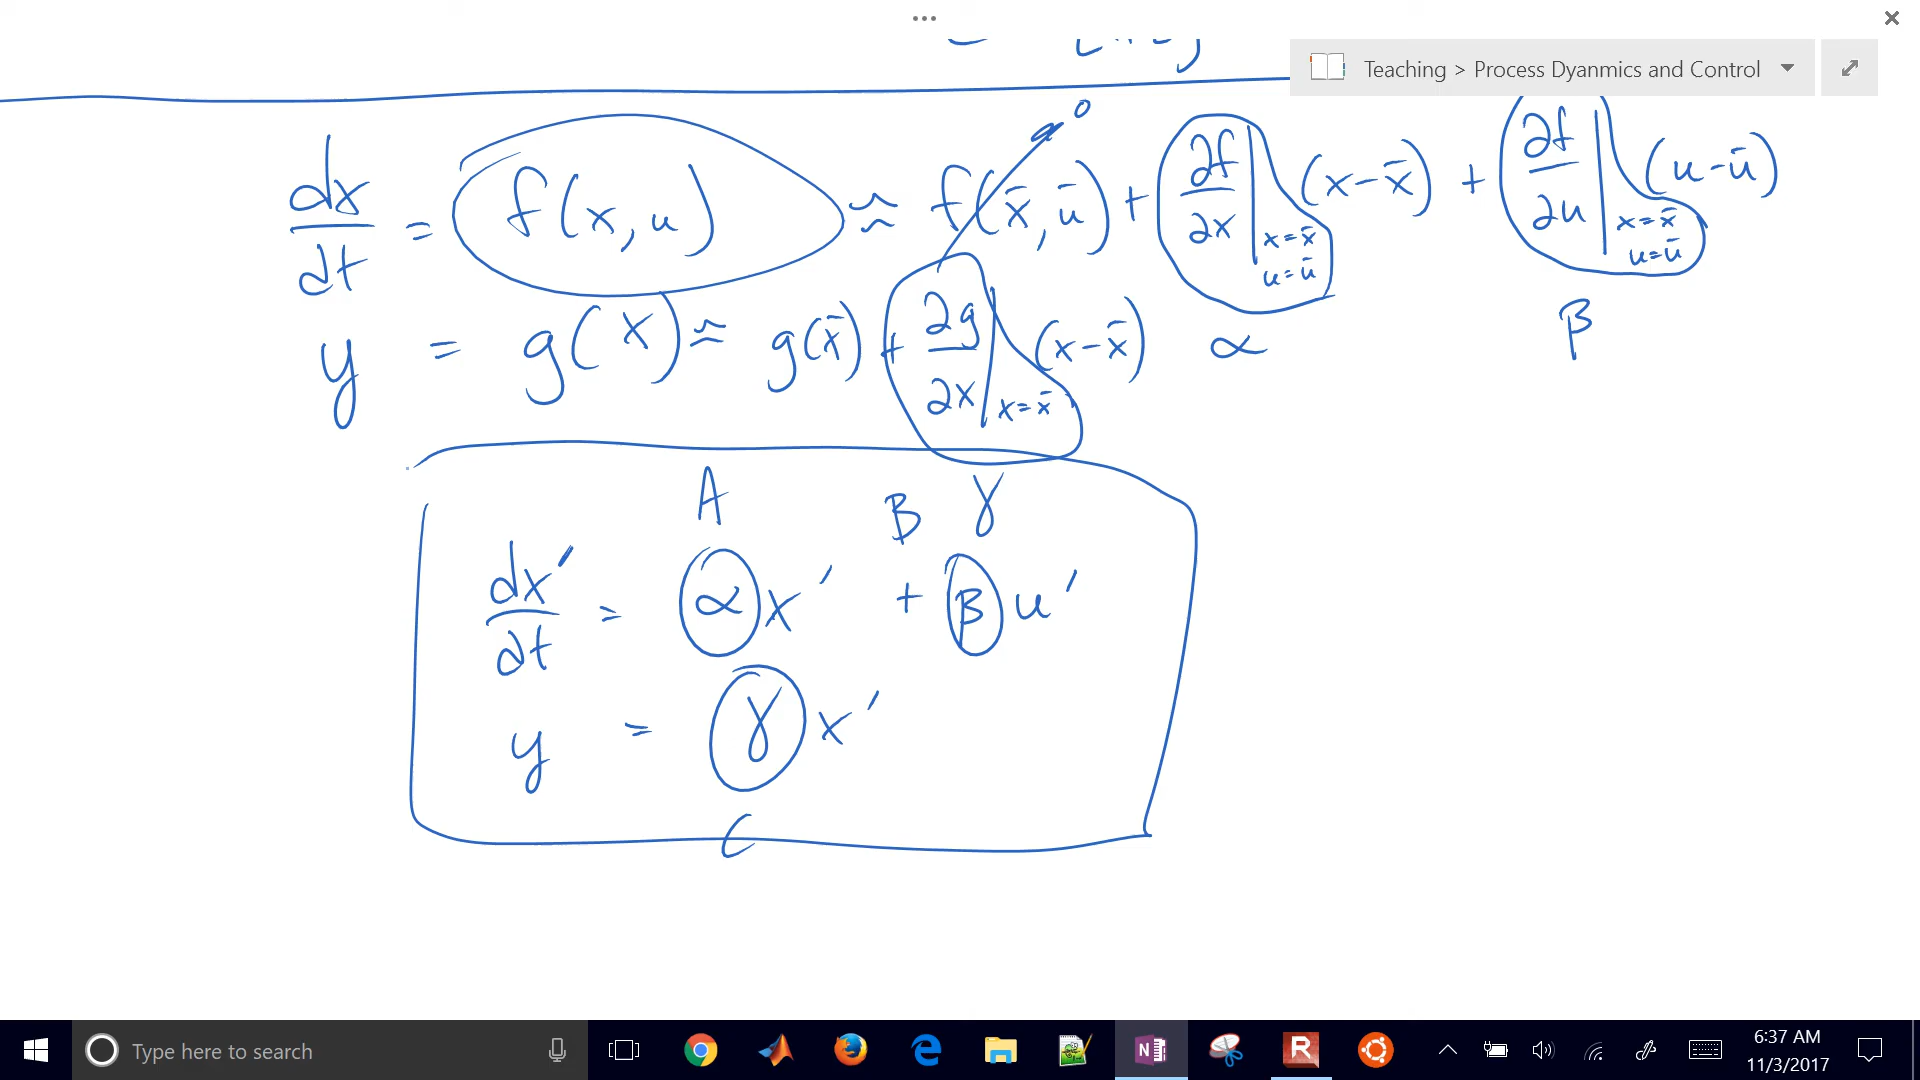 Teaching > Process Dyanmics and Control
dx/dt = f(x,u) ≈ f(x̄,ū) + ∂f/∂x | x=x̄ u=ū (x-x̄) + ∂f/∂u | x=x̄ u=ū (u-ū)
0
y = g(x) ≈ g(x̄) + ∂g/∂x | x=x̄ (x-x̄) α β
A B γ
dx'/dt = αx' + βu'
y = γx'
C
Type here to search
6:37 AM
11/3/2017